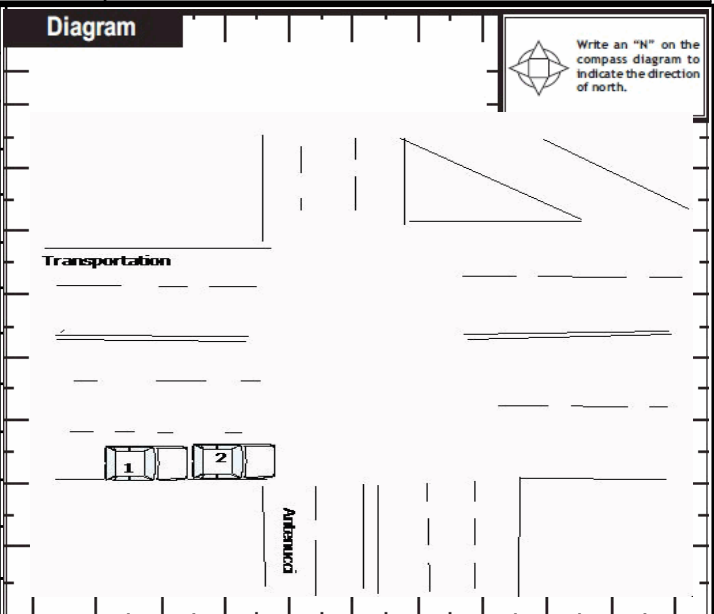 Diagram
Write an “N” on the
compass diagram to
indicate the direction
of north.
Transportation
1
2
Antenucci